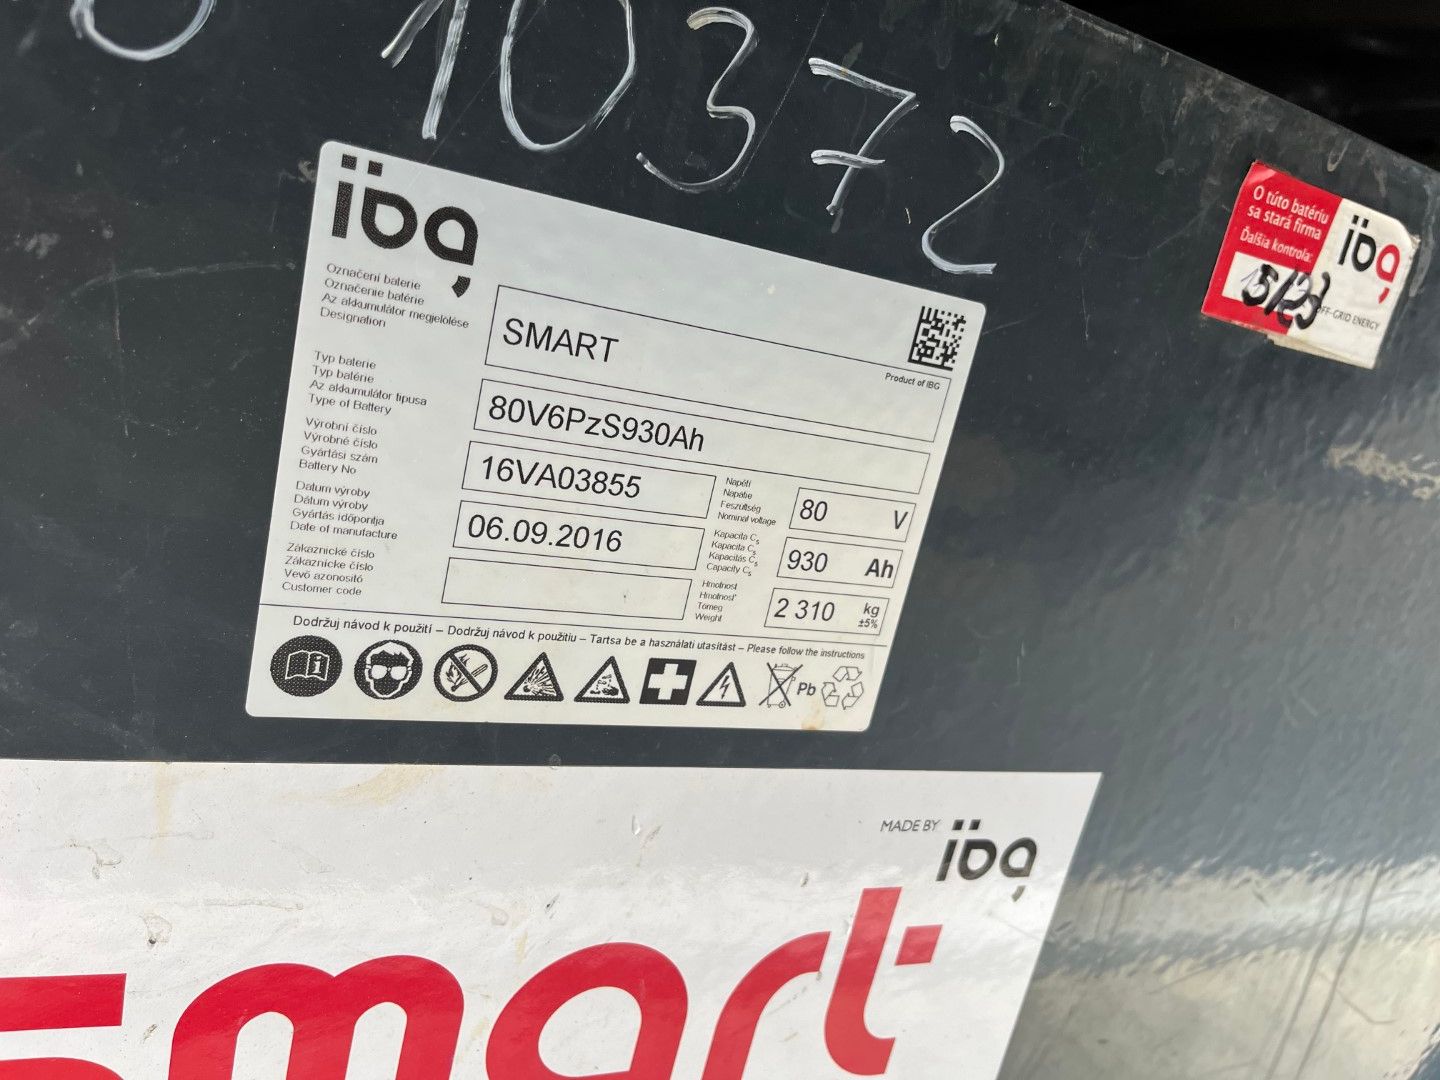 10372
ibg
Označení baterie
Označenie batérie
Az akkumulátor megjelölése
Designation
SMART
Product of IBG
Typ baterie
Typ batérie
Az akkumulátor típusa
Type of Battery
80V6PzS930Ah
Výrobní číslo
Výrobné číslo
Gyártási szám
Battery No
16VA03855
Napětí
Napätie
Feszültség
Nominal voltage
80 V
Datum výroby
Dátum výroby
Gyártás időpontja
Date of manufacture
06.09.2016
Kapacita C5
Kapacita C5
Kapacitás C5
Capacity C5
930 Ah
Zákaznické číslo
Zákaznícke číslo
Vevő azonosító
Customer code
Hmotnost
Hmotnosť
Tömeg
Weight
2 310 kg
±5%
Dodržuj návod k použití – Dodržuj návod k použitiu – Tartsa be a használati utasítást – Please follow the instructions
Pb
O túto batériu
sa stará firma
Ďalšia kontrola:
ibg
OFF-GRID ENERGY
MADE BY ibg
smart